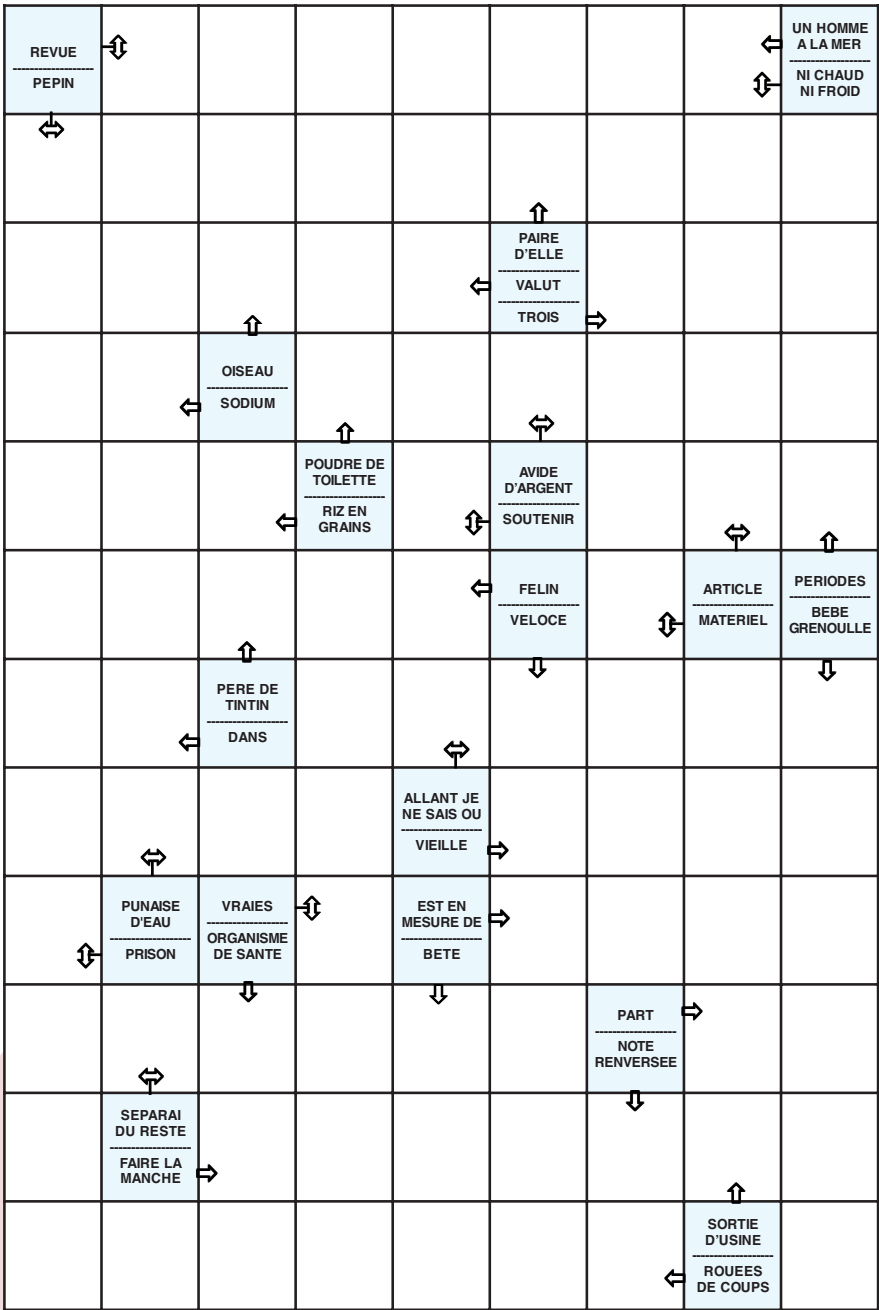 REVUE
PEPIN
UN HOMME
A LA MER
NI CHAUD
NI FROID
PAIRE
D'ELLE
VALUT
TROIS
OISEAU
SODIUM
POUDRE DE
TOILETTE
RIZ EN
GRAINS
AVIDE
D'ARGENT
SOUTENIR
FELIN
VELOCE
ARTICLE
MATERIEL
PERIODES
BEBE
GRENOULLE
PERE DE
TINTIN
DANS
ALLANT JE
NE SAIS OU
VIEILLE
PUNAISE
D'EAU
PRISON
VRAIES
ORGANISME
DE SANTE
EST EN
MESURE DE
BETE
PART
NOTE
RENVERSEE
SEPARAI
DU RESTE
FAIRE LA
MANCHE
SORTIE
D'USINE
ROUEES
DE COUPS